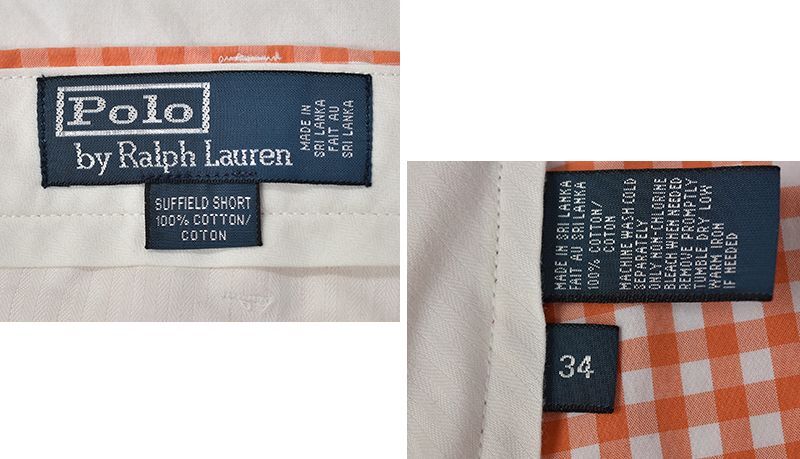 Polo
by Ralph Lauren
MADE IN
SRI LANKA
FAIT AU
SRI LANKA
SUFFIELD SHORT
100% COTTON/
COTON
MADE IN SRI LANKA
FAIT AU SRI LANKA
100% COTTON/
COTON
MACHINE WASH COLD
SEPARATELY
ONLY NON-CHLORINE
BLEACH WHEN NEEDED
REMOVE PROMPTLY
TUMBLE DRY LOW
WARM IRON
IF NEEDED
34